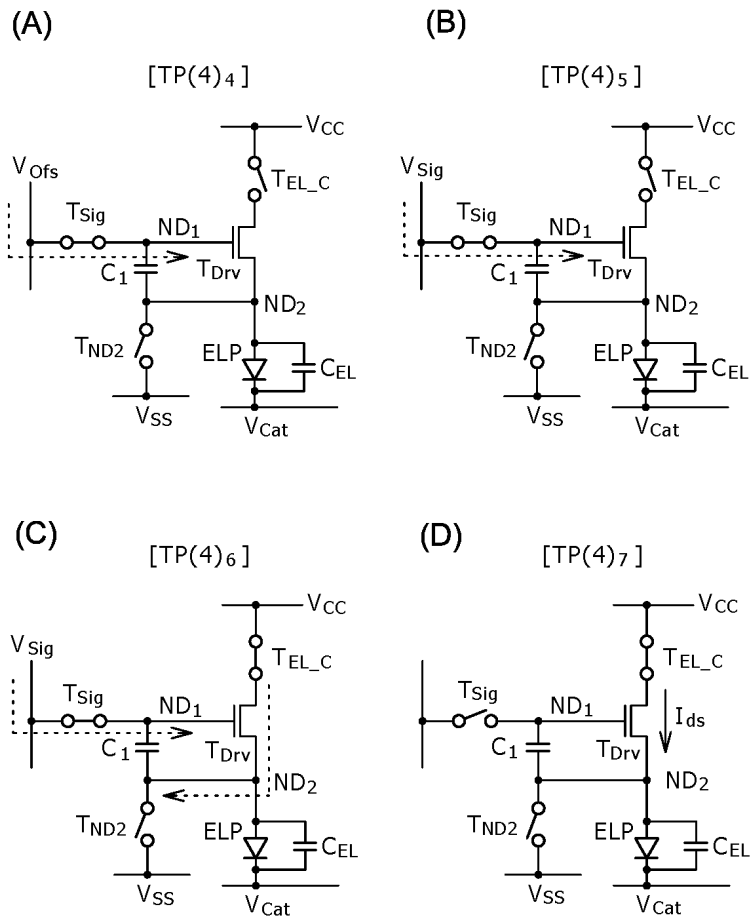 (A)
[TP(4)4]
VCC
VOfs
TEL_C
TSig
ND1
C1
TDrv
ND2
TND2
ELP
CEL
VSS
VCat
(B)
[TP(4)5]
VCC
VSig
TEL_C
TSig
ND1
C1
TDrv
ND2
TND2
ELP
CEL
VSS
VCat
(C)
[TP(4)6]
VCC
VSig
TEL_C
TSig
ND1
C1
TDrv
ND2
TND2
ELP
CEL
VSS
VCat
(D)
[TP(4)7]
VCC
TEL_C
TSig
ND1
Ids
C1
TDrv
ND2
TND2
ELP
CEL
VSS
VCat